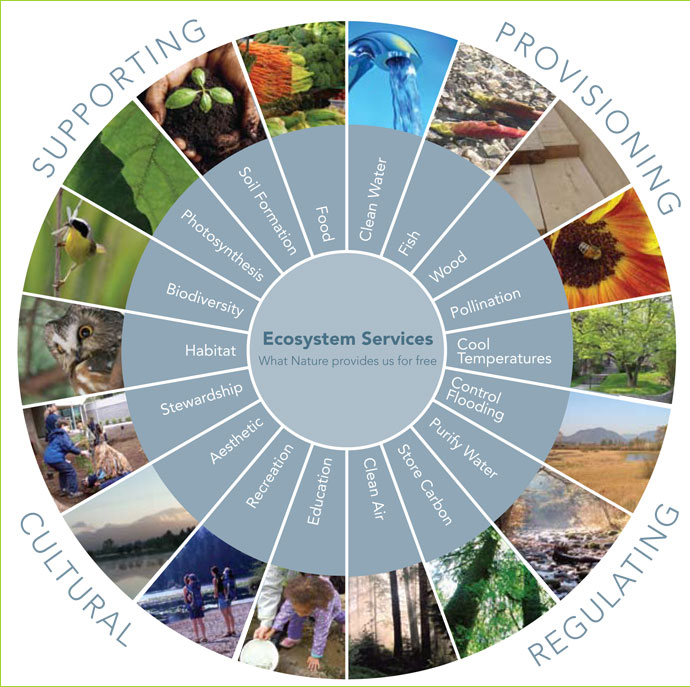 SUPPORTING
PROVISIONING
Soil Formation
Food
Clean Water
Fish
Wood
Photosynthesis
Pollination
Biodiversity
Ecosystem Services
What Nature provides us for free
Habitat
Cool
Temperatures
Stewardship
Control
Flooding
Aesthetic
Purify Water
Recreation
Education
Clean Air
Store Carbon
CULTURAL
REGULATING